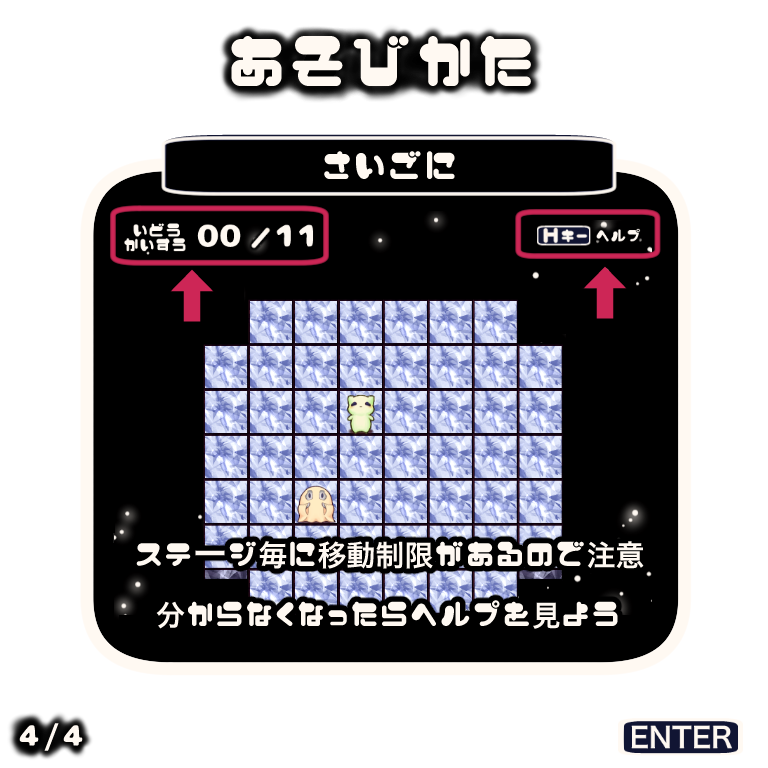 あそびかた
さいごに
いどう
かいすう 00/11
Hキー ヘルプ
ステージ毎に移動制限があるので注意
分からなくなったらヘルプを見よう
4/4
ENTER